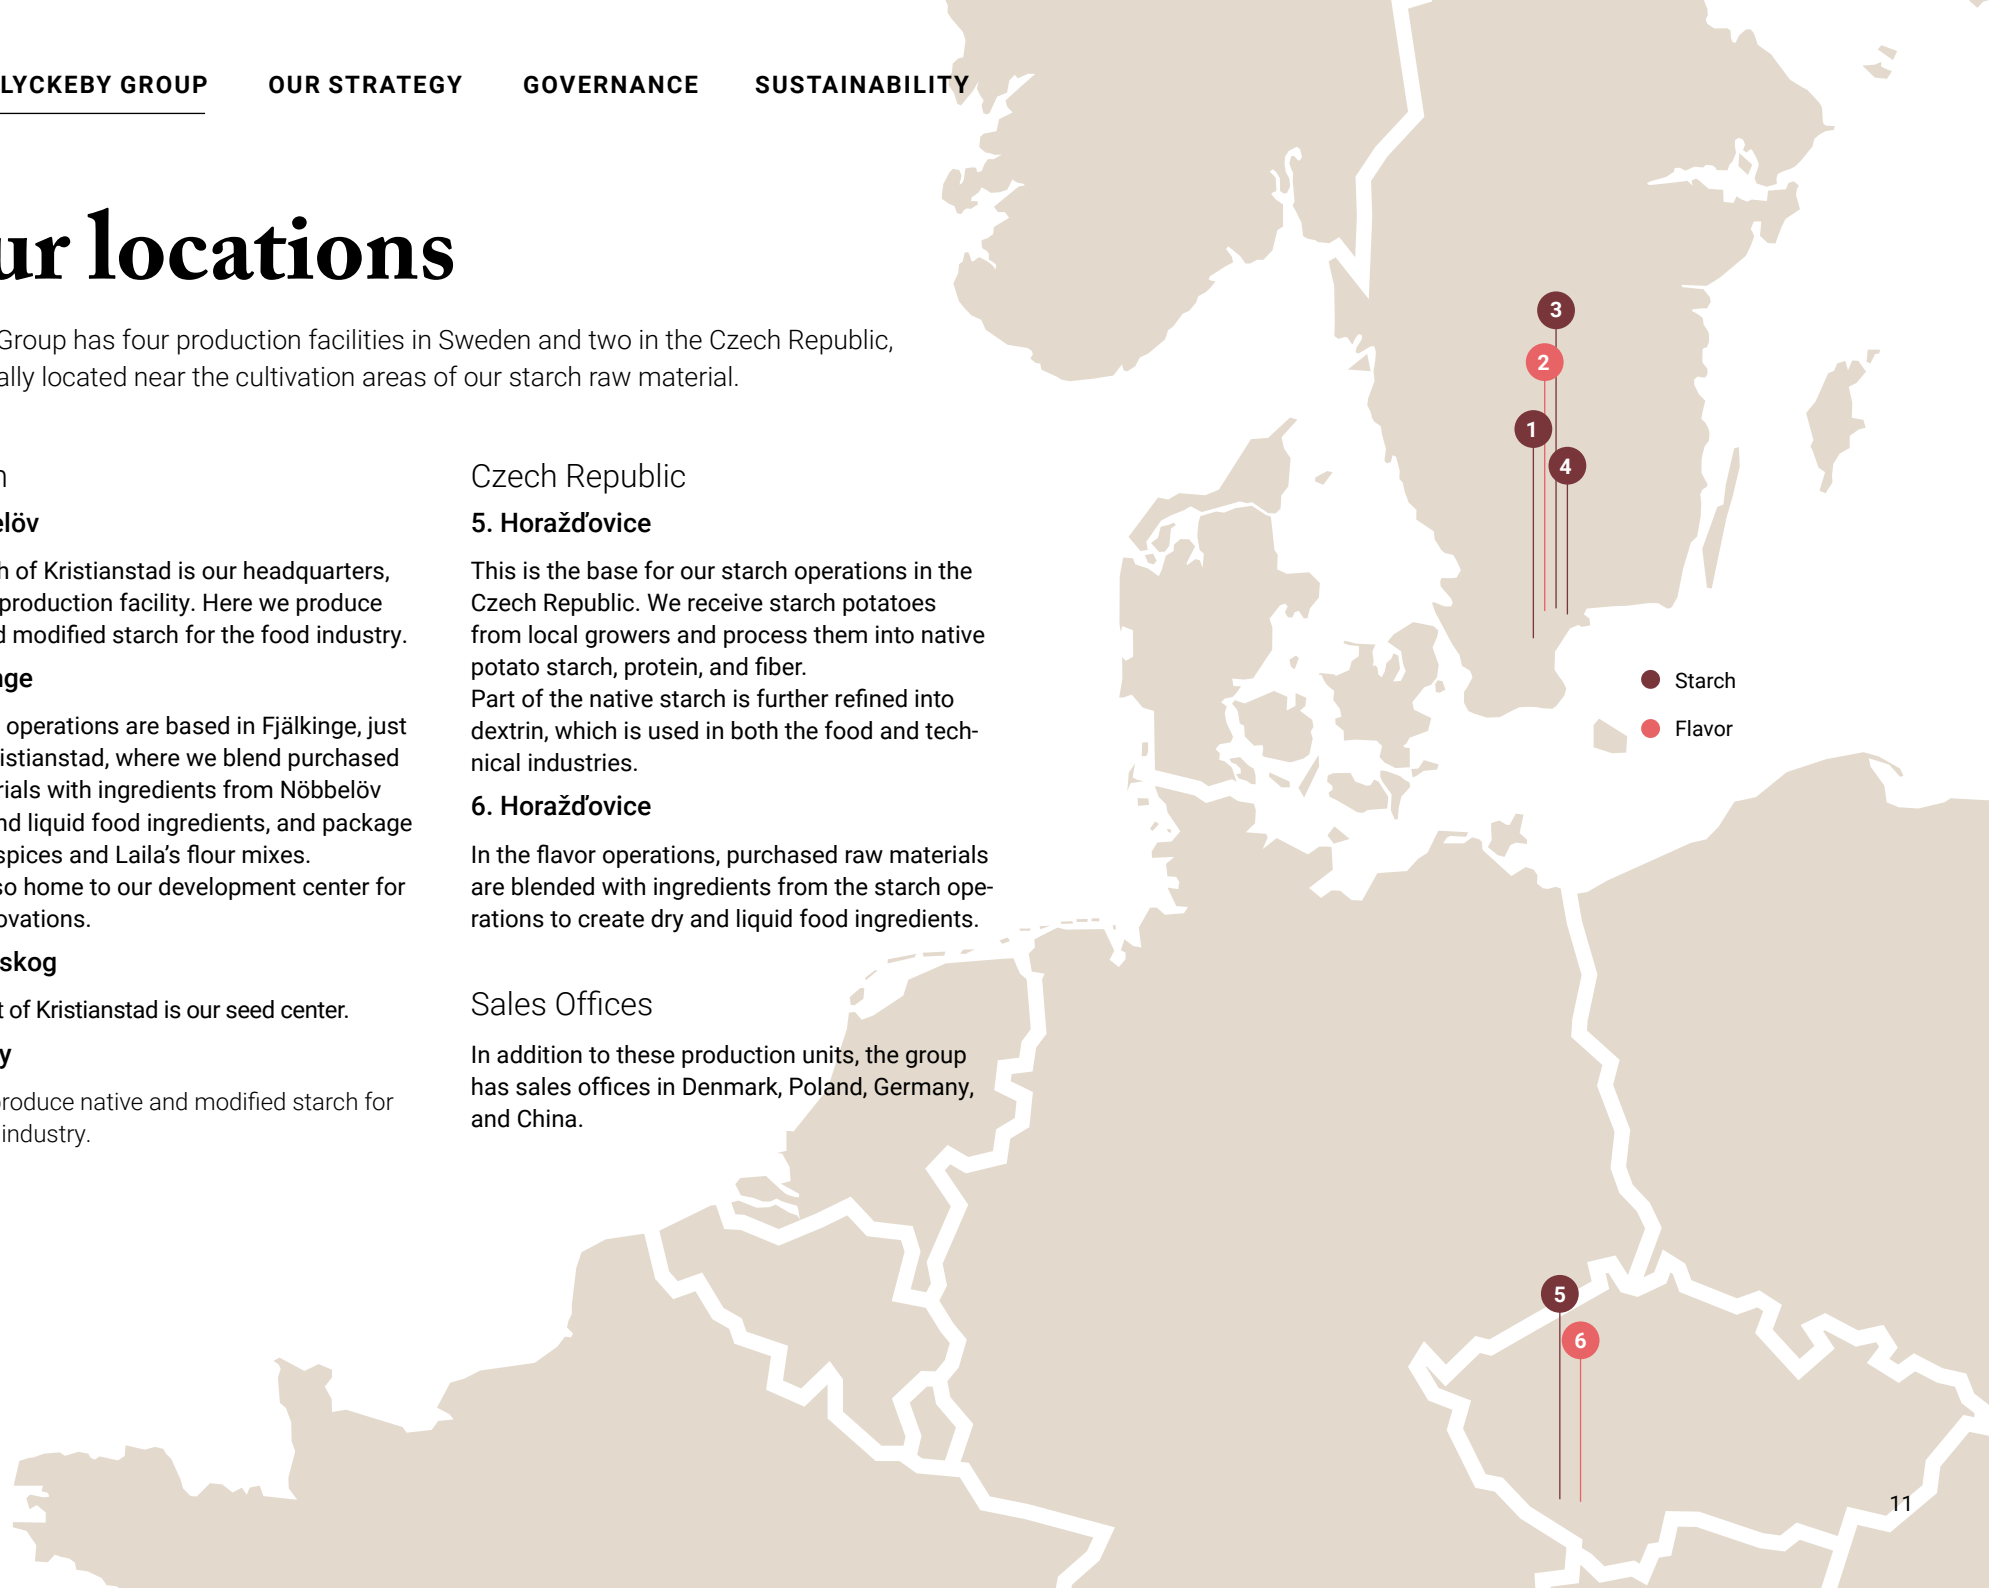 LYCKEBY GROUP OUR STRATEGY GOVERNANCE SUSTAINABILITY
ur locations
Group has four production facilities in Sweden and two in the Czech Republic,
ally located near the cultivation areas of our starch raw material.
n
elöv
h of Kristianstad is our headquarters,
production facility. Here we produce
d modified starch for the food industry.
nge
operations are based in Fjälkinge, just
istianstad, where we blend purchased
rials with ingredients from Nöbbelöv
nd liquid food ingredients, and package
spices and Laila's flour mixes.
so home to our development center for
ovations.
skog
t of Kristianstad is our seed center.
y
produce native and modified starch for
industry.
Czech Republic
5. Horažďovice
This is the base for our starch operations in the
Czech Republic. We receive starch potatoes
from local growers and process them into native
potato starch, protein, and fiber.
Part of the native starch is further refined into
dextrin, which is used in both the food and tech-
nical industries.
6. Horažďovice
In the flavor operations, purchased raw materials
are blended with ingredients from the starch ope-
rations to create dry and liquid food ingredients.
Sales Offices
In addition to these production units, the group
has sales offices in Denmark, Poland, Germany,
and China.
3
2
1
4
Starch
Flavor
5
6
11